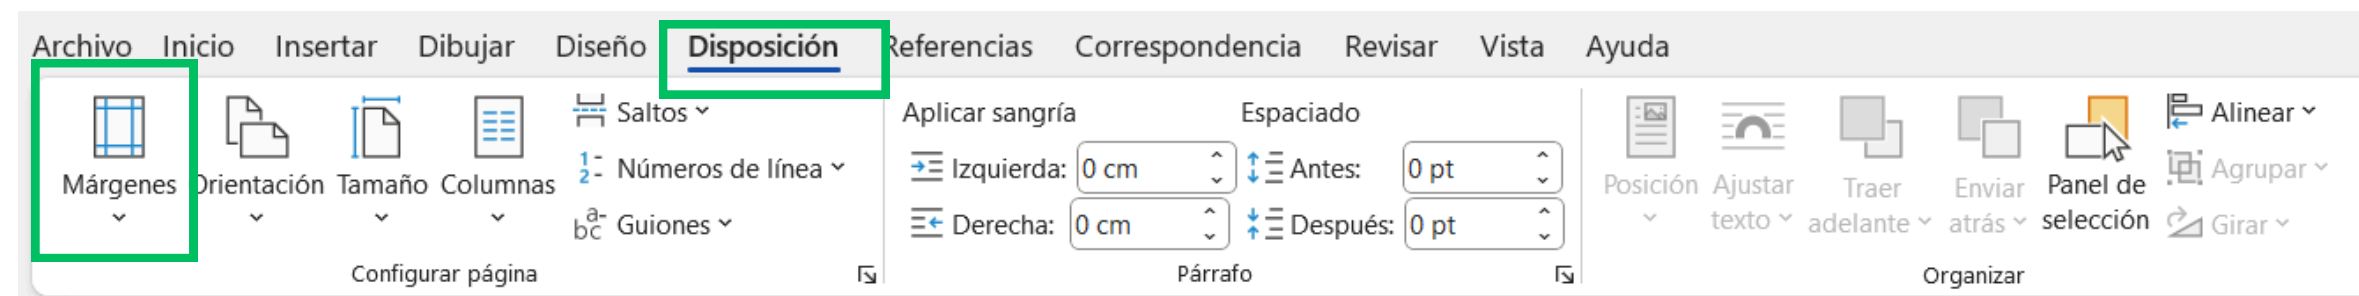 Archivo Inicio Insertar Dibujar Diseño Disposición Referencias Correspondencia Revisar Vista Ayuda
Márgenes Orientación Tamaño Columnas
Saltos
Números de línea
Guiones
Configurar página
Aplicar sangría Espaciado
Izquierda: 0 cm Antes: 0 pt
Derecha: 0 cm Después: 0 pt
Párrafo
Posición Ajustar texto Traer adelante Enviar atrás Panel de selección
Alinear
Agrupar
Girar
Organizar